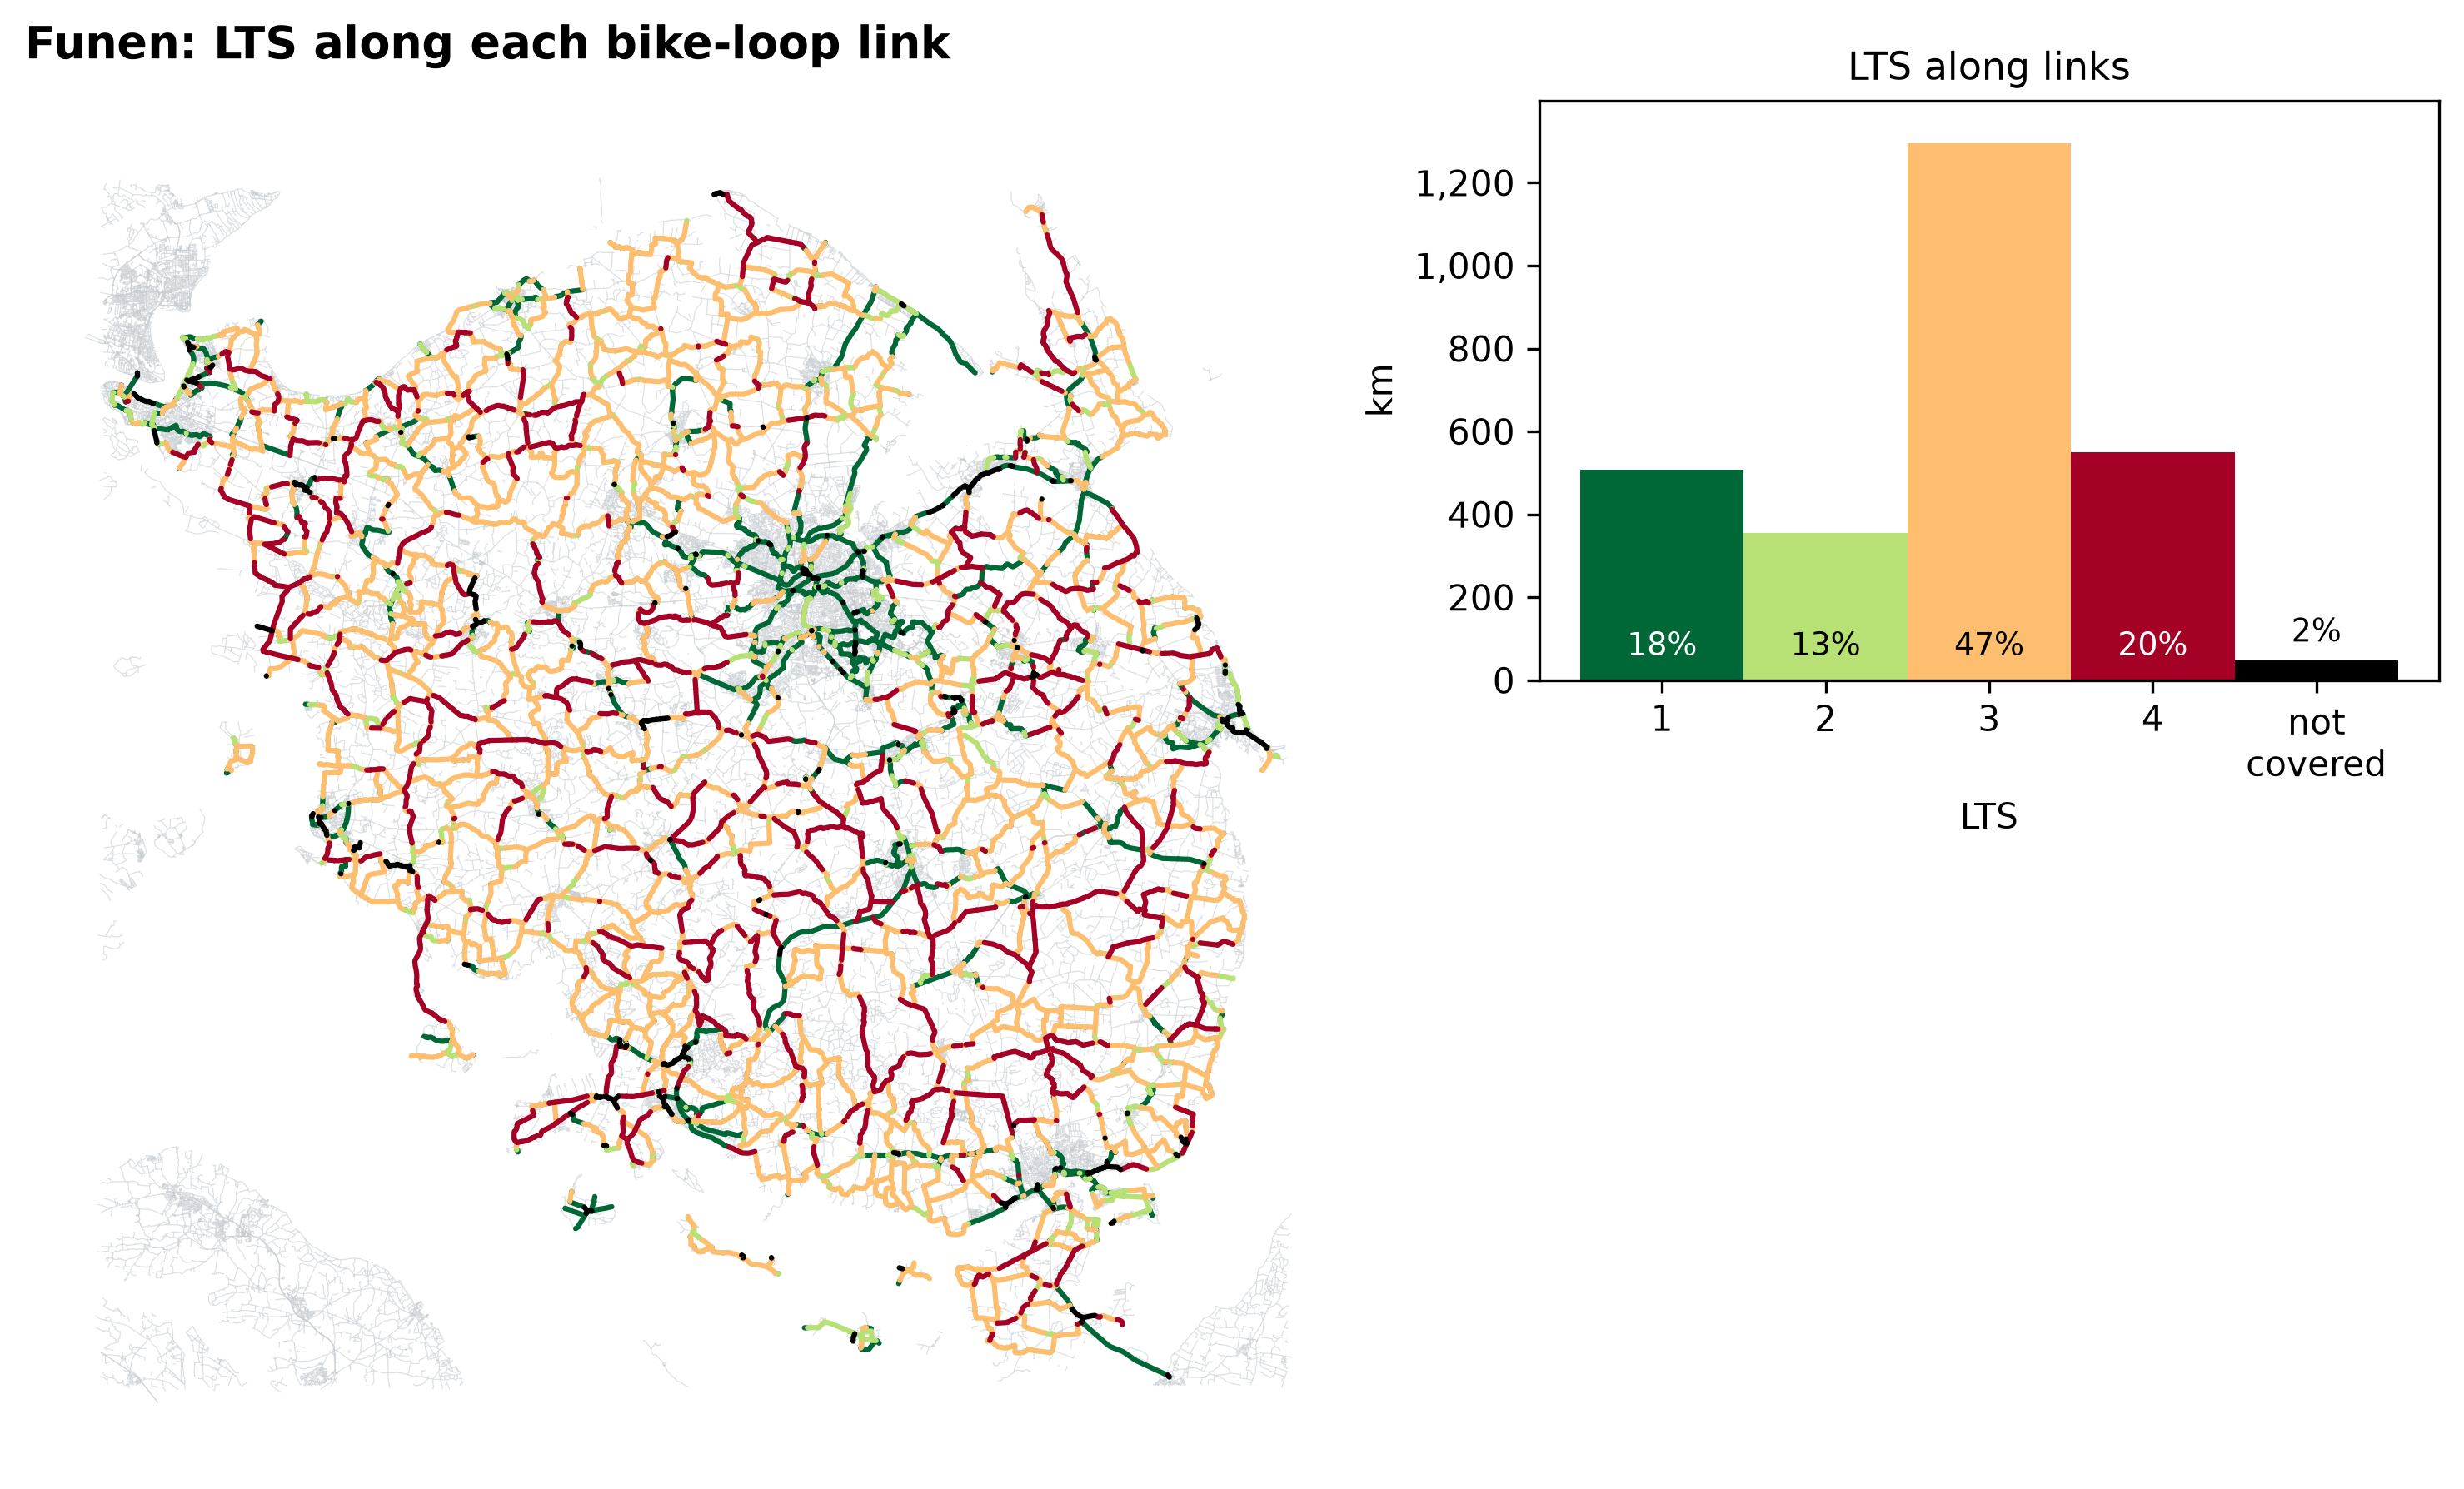 Funen: LTS along each bike-loop link
LTS along links
km
1,200
1,000
800
600
400
200
0
18%
13%
47%
20%
2%
1
2
3
4
not
covered
LTS